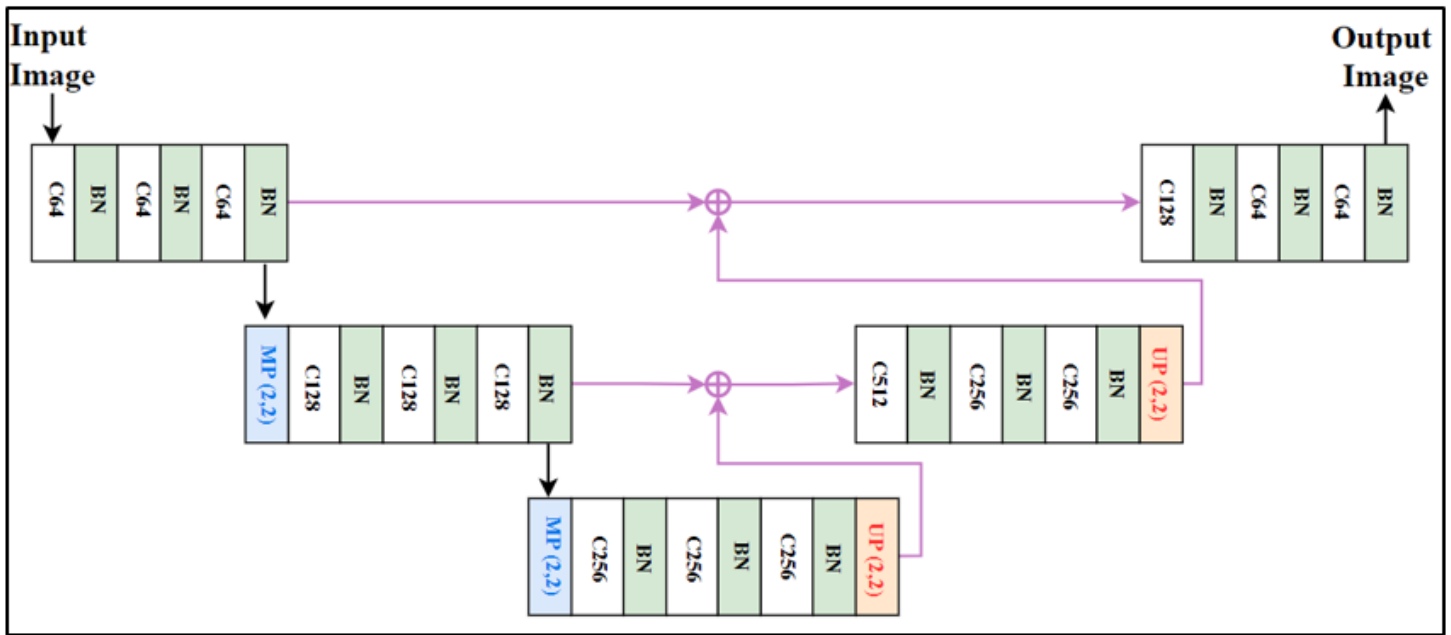 Input
Image
Output
Image
C64
BN
C64
BN
C64
BN
C128
BN
C64
BN
C64
BN
MP (2,2)
C128
BN
C128
BN
C128
BN
C512
BN
C256
BN
C256
BN
UP (2,2)
MP (2,2)
C256
BN
C256
BN
C256
BN
UP (2,2)